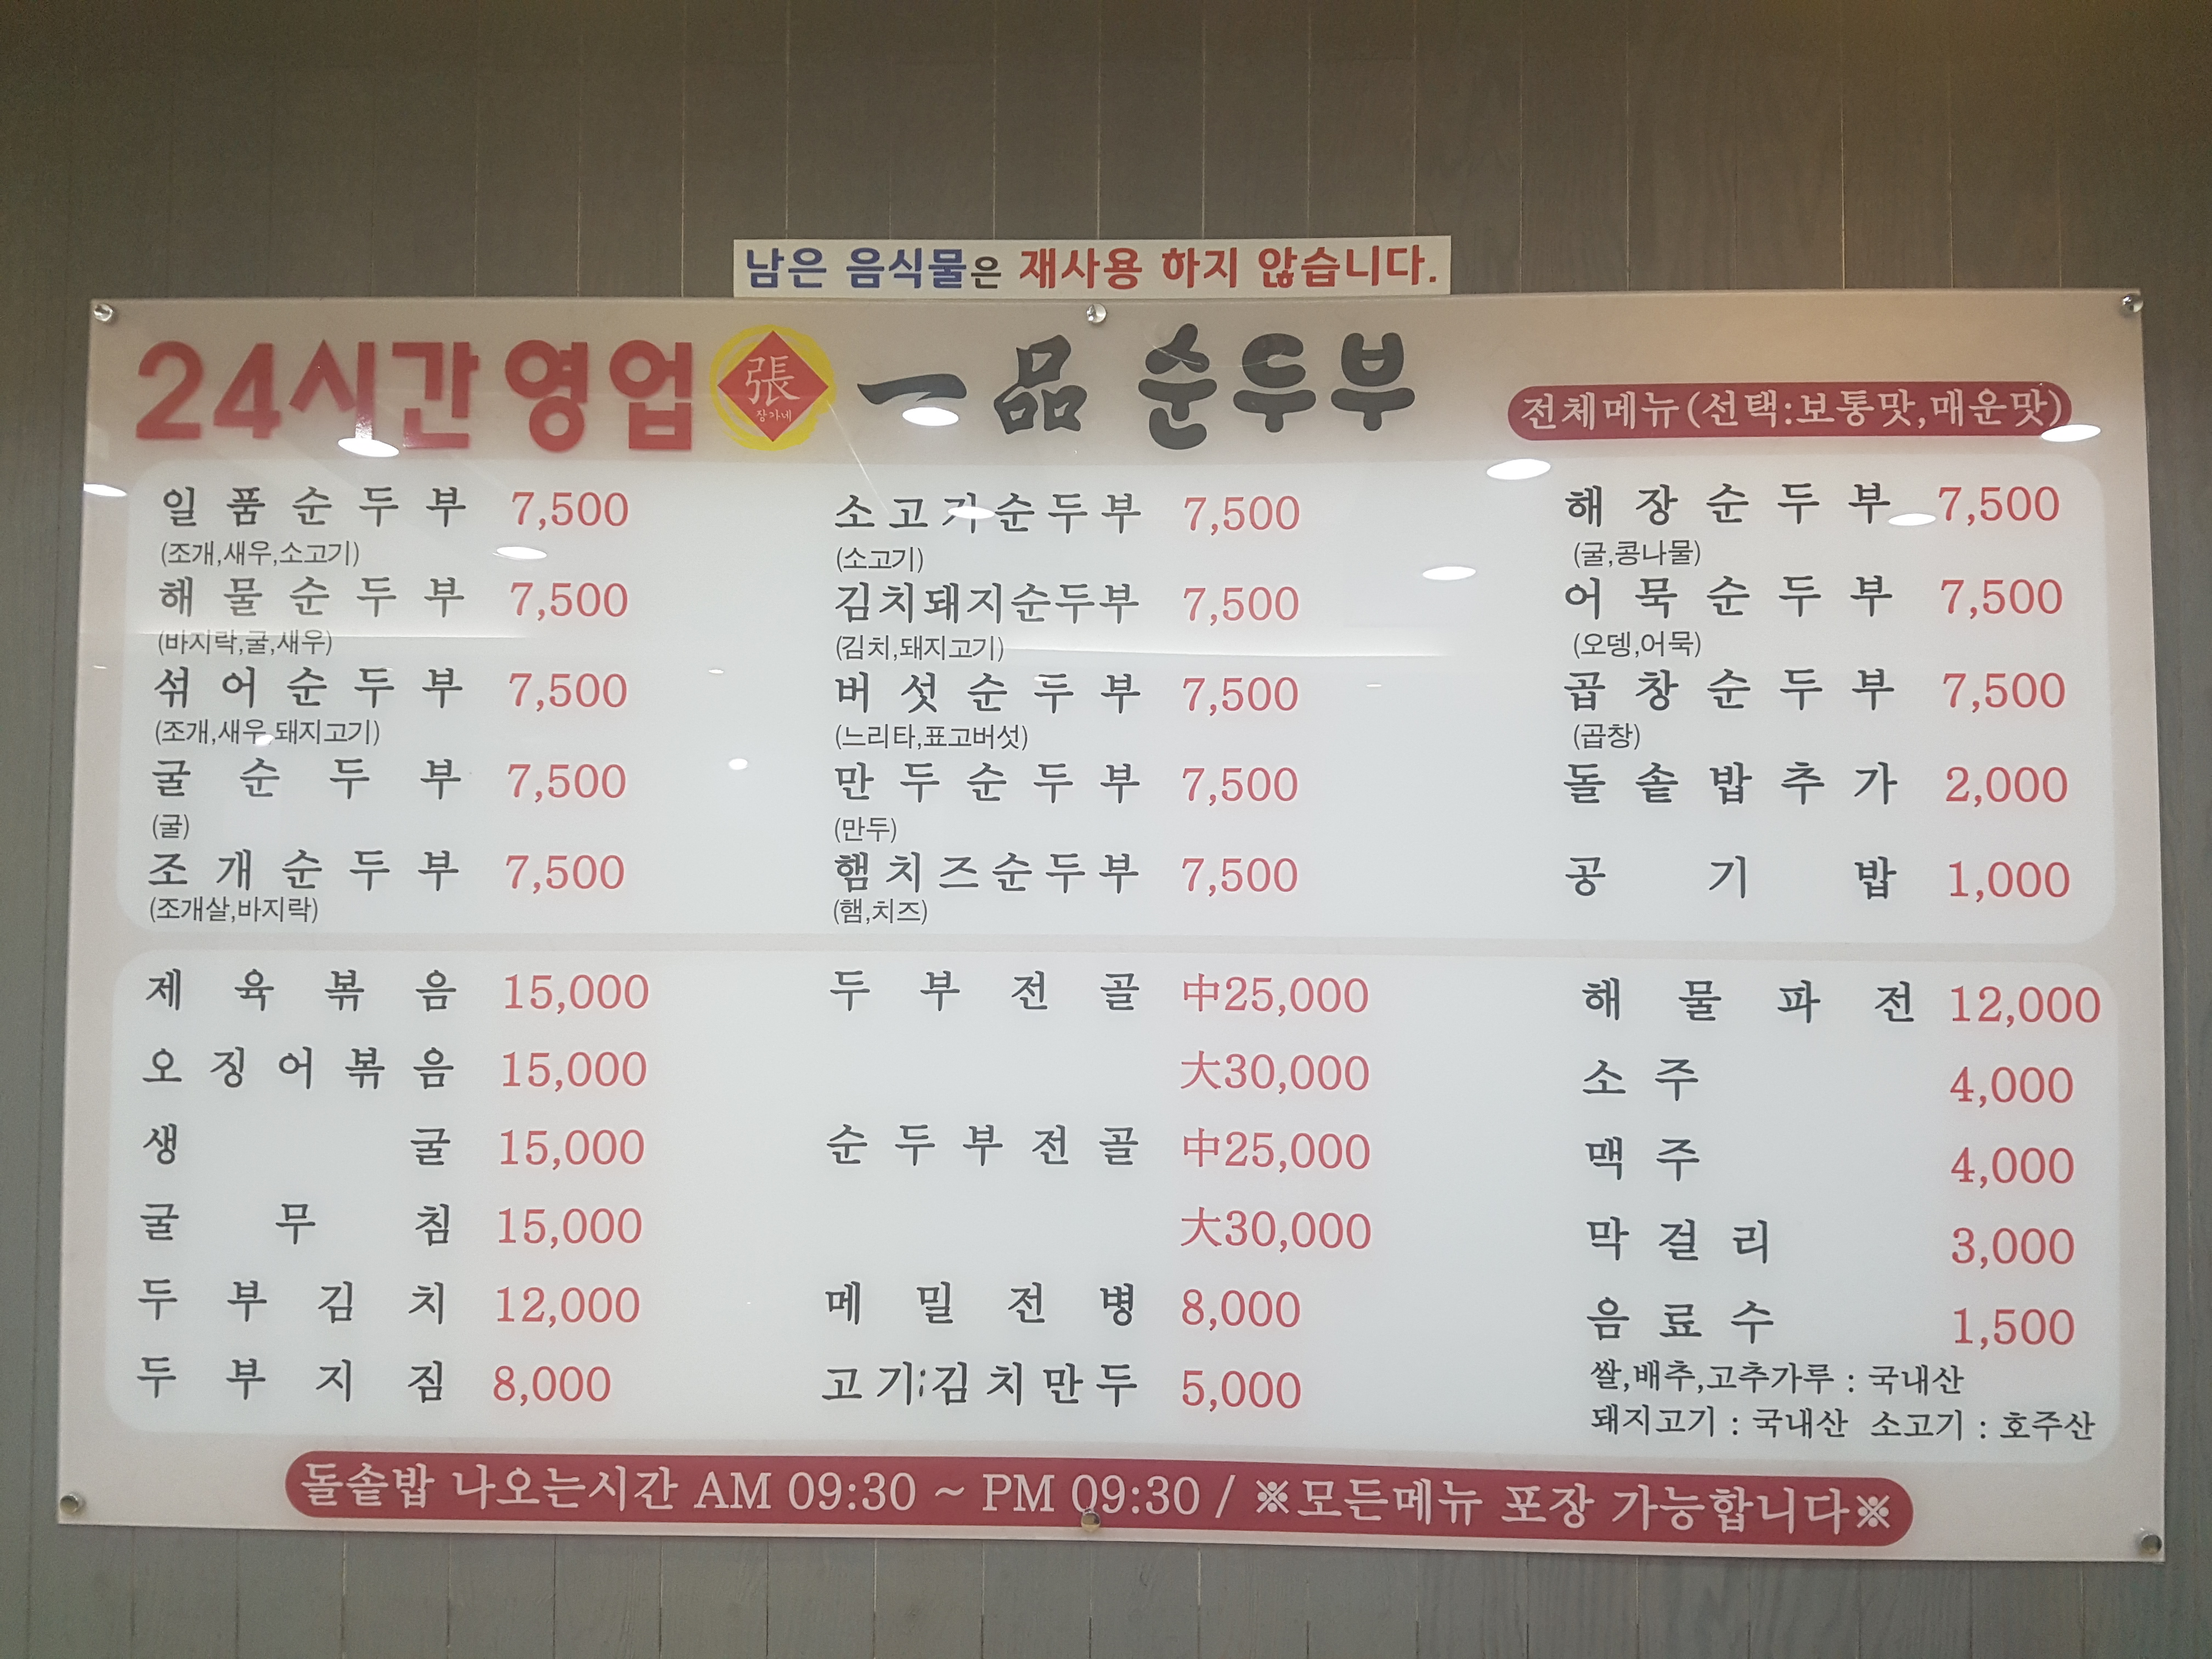 남은 음식물은 재사용 하지 않습니다.
24시간 영업 張 장가네 一品 순두부
전체메뉴(선택:보통맛,매운맛)
일품순두부 7,500
(조개,새우,소고기)
해물순두부 7,500
(바지락,굴,새우)
섞어순두부 7,500
(조개,새우,돼지고기)
굴순두부 7,500
(굴)
조개순두부 7,500
(조개살,바지락)
소고기순두부 7,500
(소고기)
김치돼지순두부 7,500
(김치,돼지고기)
버섯순두부 7,500
(느리타,표고버섯)
만두순두부 7,500
(만두)
햄치즈순두부 7,500
(햄,치즈)
해장순두부 7,500
(굴,콩나물)
어묵순두부 7,500
(오뎅,어묵)
곱창순두부 7,500
(곱창)
돌솥밥추가 2,000
공기밥 1,000
제육볶음 15,000
오징어볶음 15,000
생굴 15,000
굴무침 15,000
두부김치 12,000
두부지짐 8,000
두부전골 中25,000
大30,000
순두부전골 中25,000
大30,000
메밀전병 8,000
고기;김치만두 5,000
해물파전 12,000
소주 4,000
맥주 4,000
막걸리 3,000
음료수 1,500
쌀,배추,고추가루 : 국내산
돼지고기 : 국내산 소고기 : 호주산
돌솥밥 나오는시간 AM 09:30 ~ PM 09:30 / ※모든메뉴 포장 가능합니다※